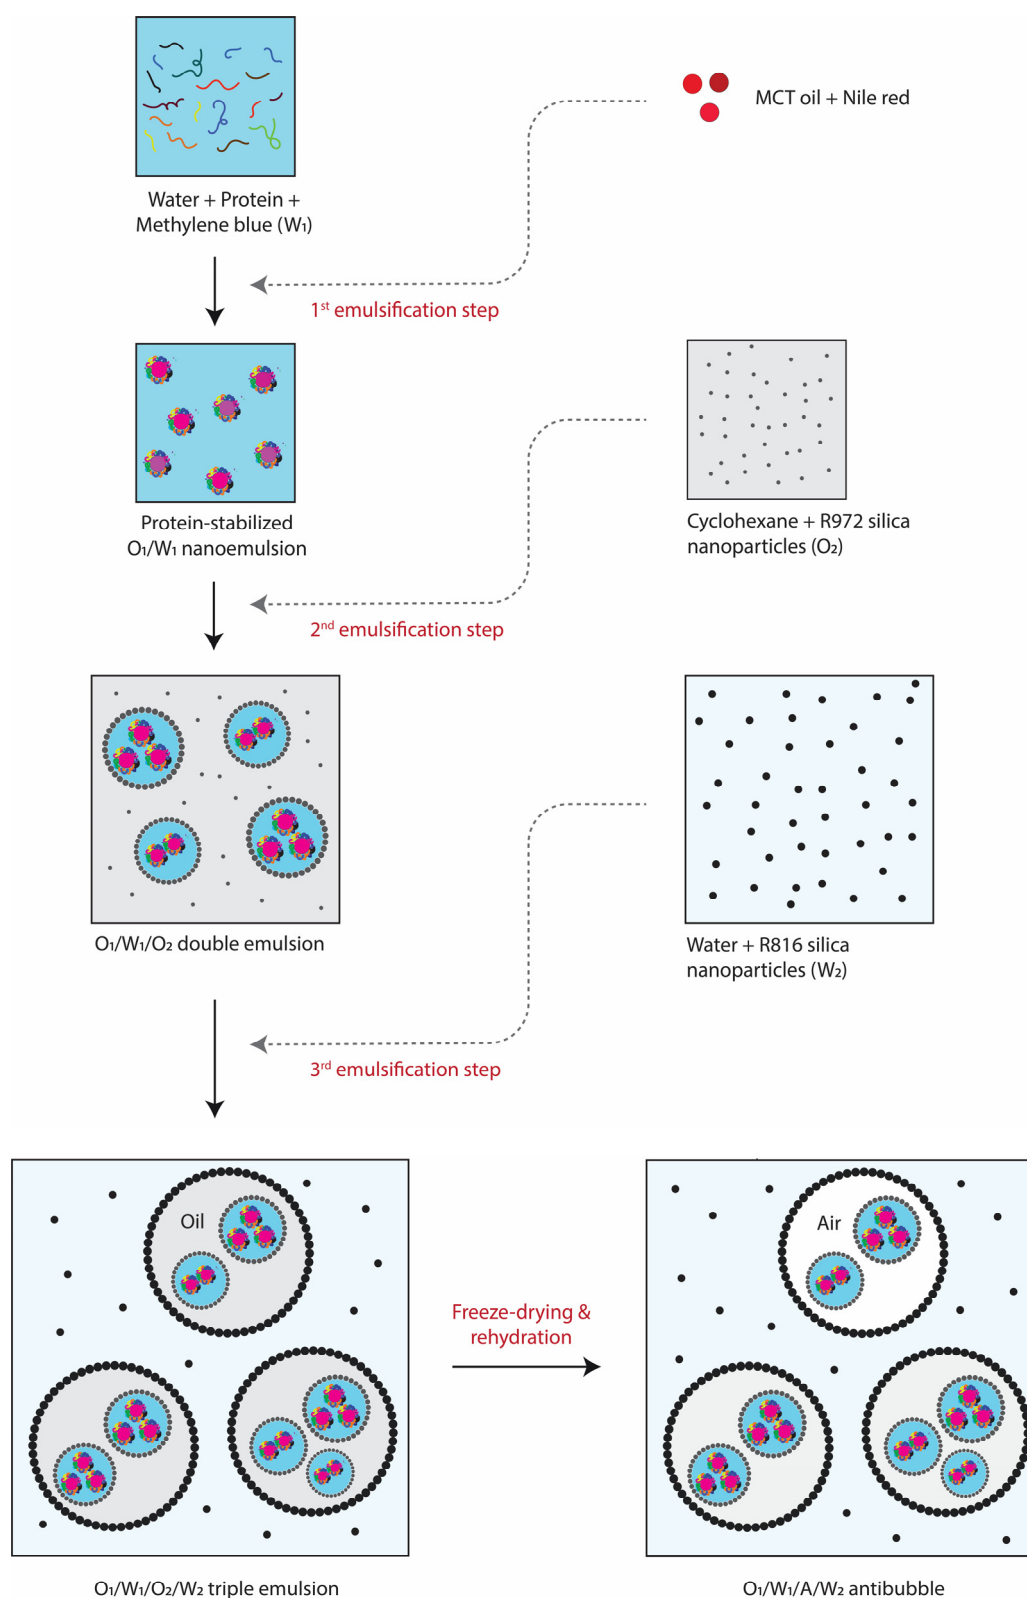 MCT oil + Nile red
Water + Protein +
Methylene blue (W₁)
1st emulsification step
Protein-stabilized
O₁/W₁ nanoemulsion
Cyclohexane + R972 silica
nanoparticles (O₂)
2nd emulsification step
O₁/W₁/O₂ double emulsion
Water + R816 silica
nanoparticles (W₂)
3rd emulsification step
Oil
Air
Freeze-drying &
rehydration
O₁/W₁/O₂/W₂ triple emulsion
O₁/W₁/A/W₂ antibubble